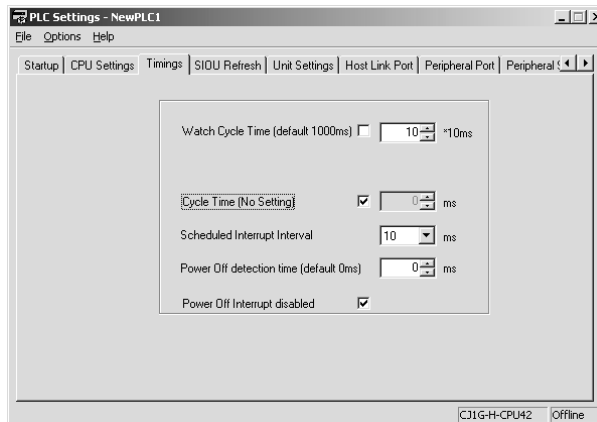 PLC Settings - NewPLC1
File Options Help
Startup CPU Settings Timings SIOU Refresh Unit Settings Host Link Port Peripheral Port Peripheral
Watch Cycle Time (default 1000ms) 10 *10ms
Cycle Time (No Setting) 0 ms
Scheduled Interrupt Interval 10 ms
Power Off detection time (default 0ms) 0 ms
Power Off Interrupt disabled
CJ1G-H-CPU42 Offline